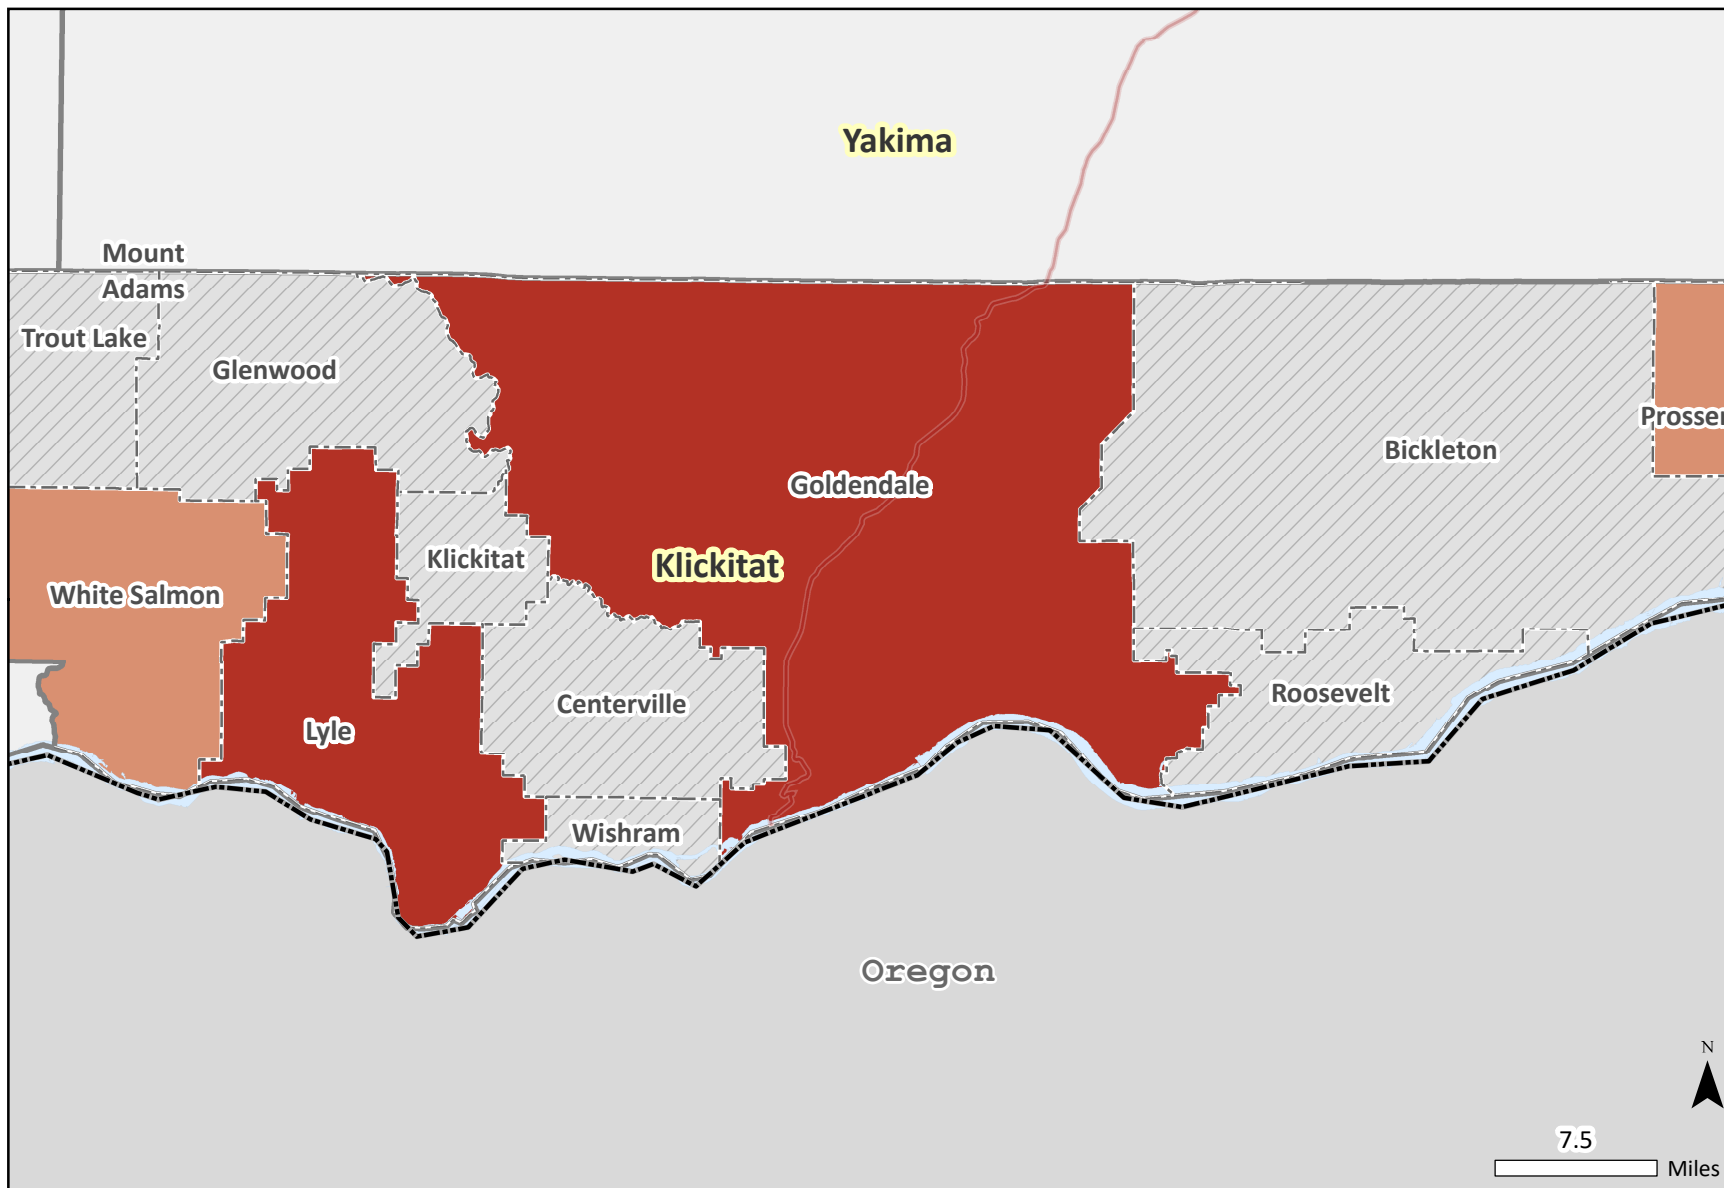 Yakima
Mount
Adams
Trout Lake
Glenwood
Prosser
Bickleton
Goldendale
Klickitat
Klickitat
White Salmon
Roosevelt
Centerville
Lyle
Wishram
Oregon
N
7.5
Miles